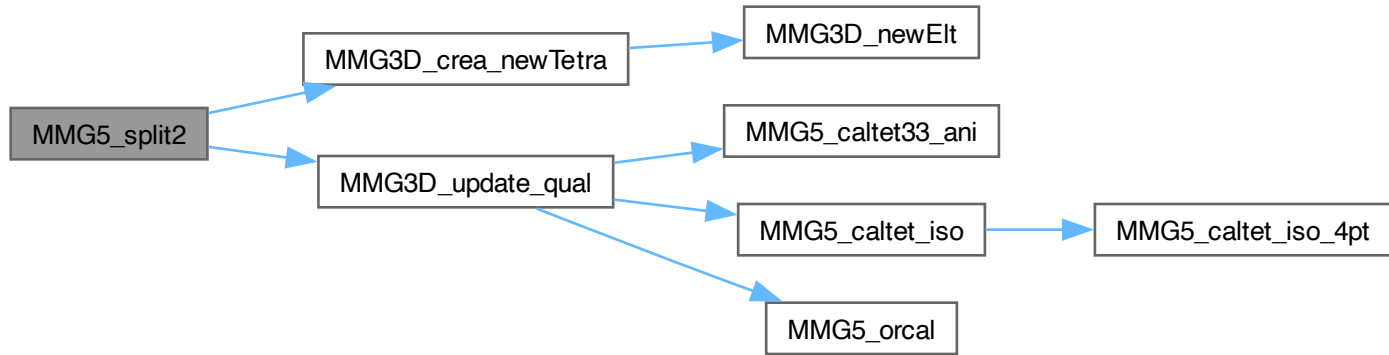 MMG5_split2
MMG3D_crea_newTetra
MMG3D_newElt
MMG3D_update_qual
MMG5_caltet33_ani
MMG5_caltet_iso
MMG5_caltet_iso_4pt
MMG5_orcal